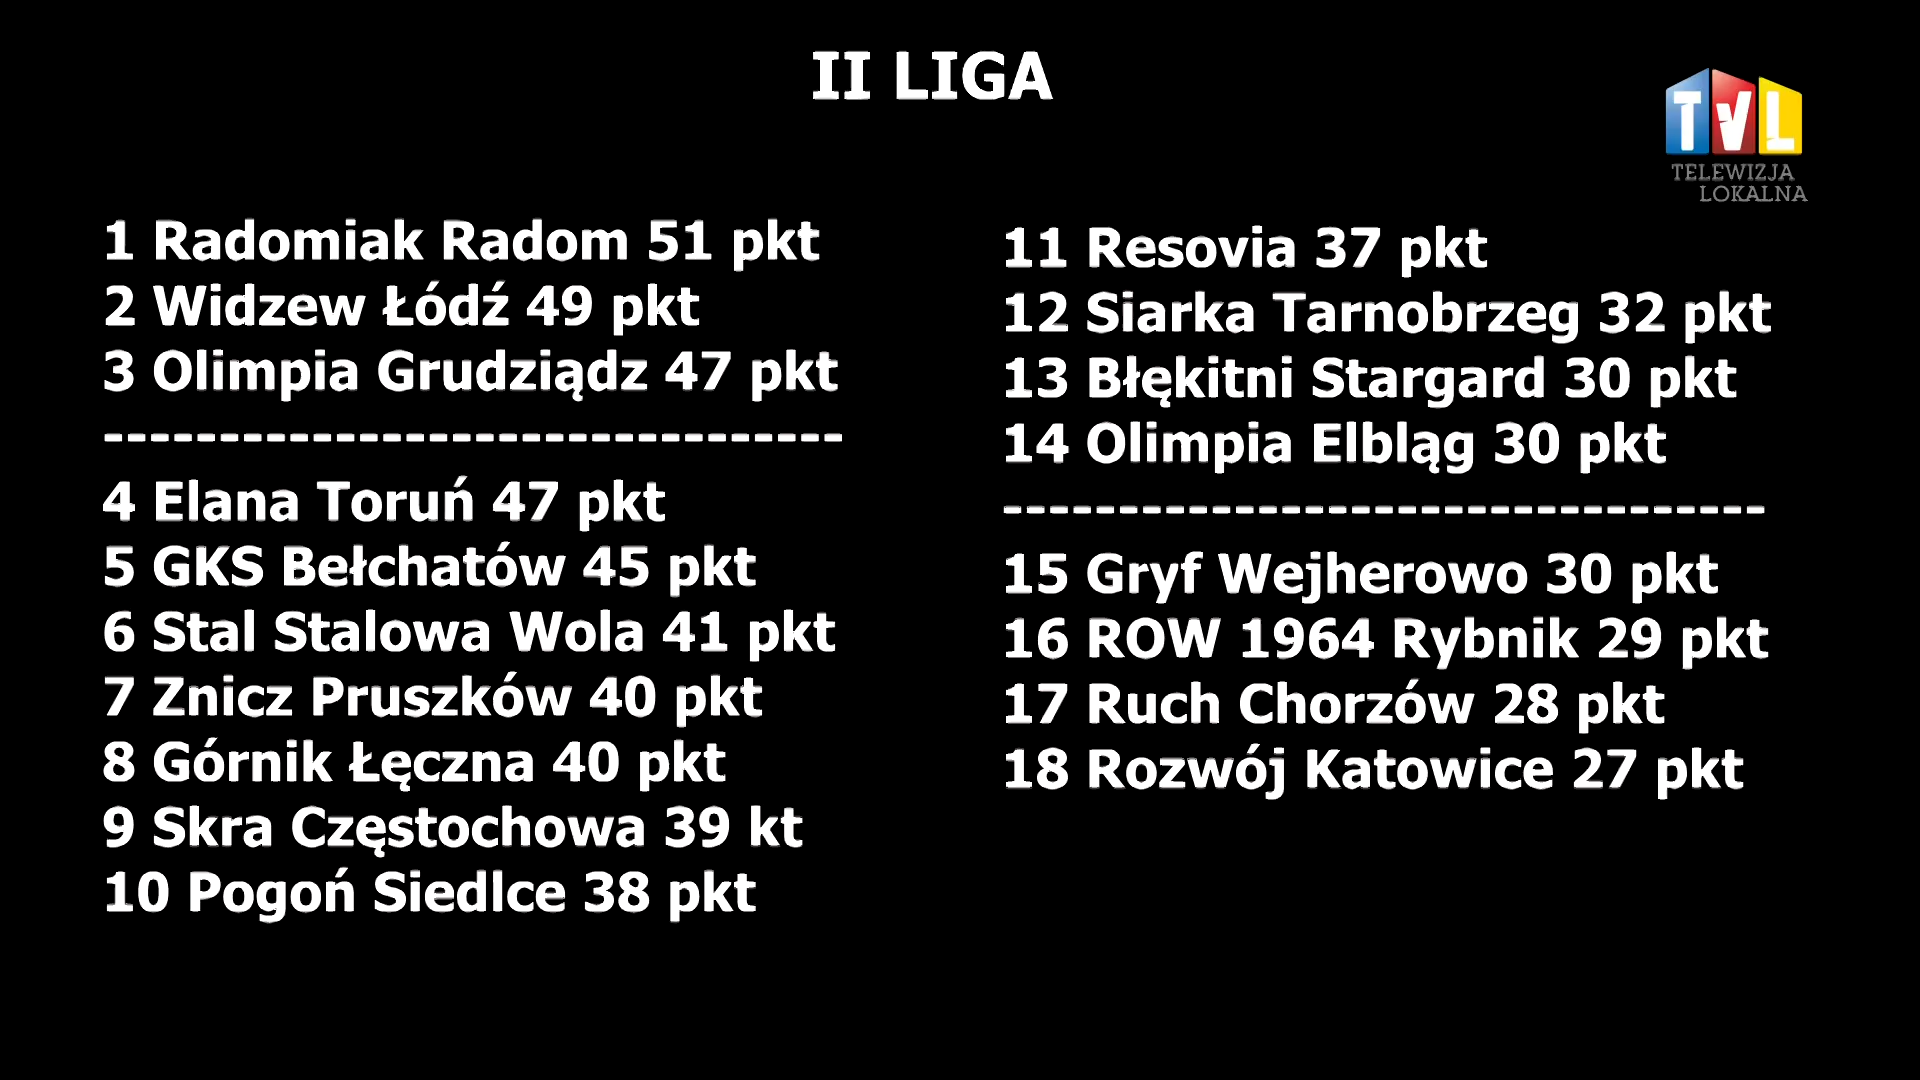 II LIGA
TVL
TELEWIZJA
LOKALNA
1 Radomiak Radom 51 pkt
2 Widzew Łódź 49 pkt
3 Olimpia Grudziądz 47 pkt
--------------------------------
4 Elana Toruń 47 pkt
5 GKS Bełchatów 45 pkt
6 Stal Stalowa Wola 41 pkt
7 Znicz Pruszków 40 pkt
8 Górnik Łęczna 40 pkt
9 Skra Częstochowa 39 kt
10 Pogoń Siedlce 38 pkt
11 Resovia 37 pkt
12 Siarka Tarnobrzeg 32 pkt
13 Błękitni Stargard 30 pkt
14 Olimpia Elbląg 30 pkt
---------------------------------
15 Gryf Wejherowo 30 pkt
16 ROW 1964 Rybnik 29 pkt
17 Ruch Chorzów 28 pkt
18 Rozwój Katowice 27 pkt